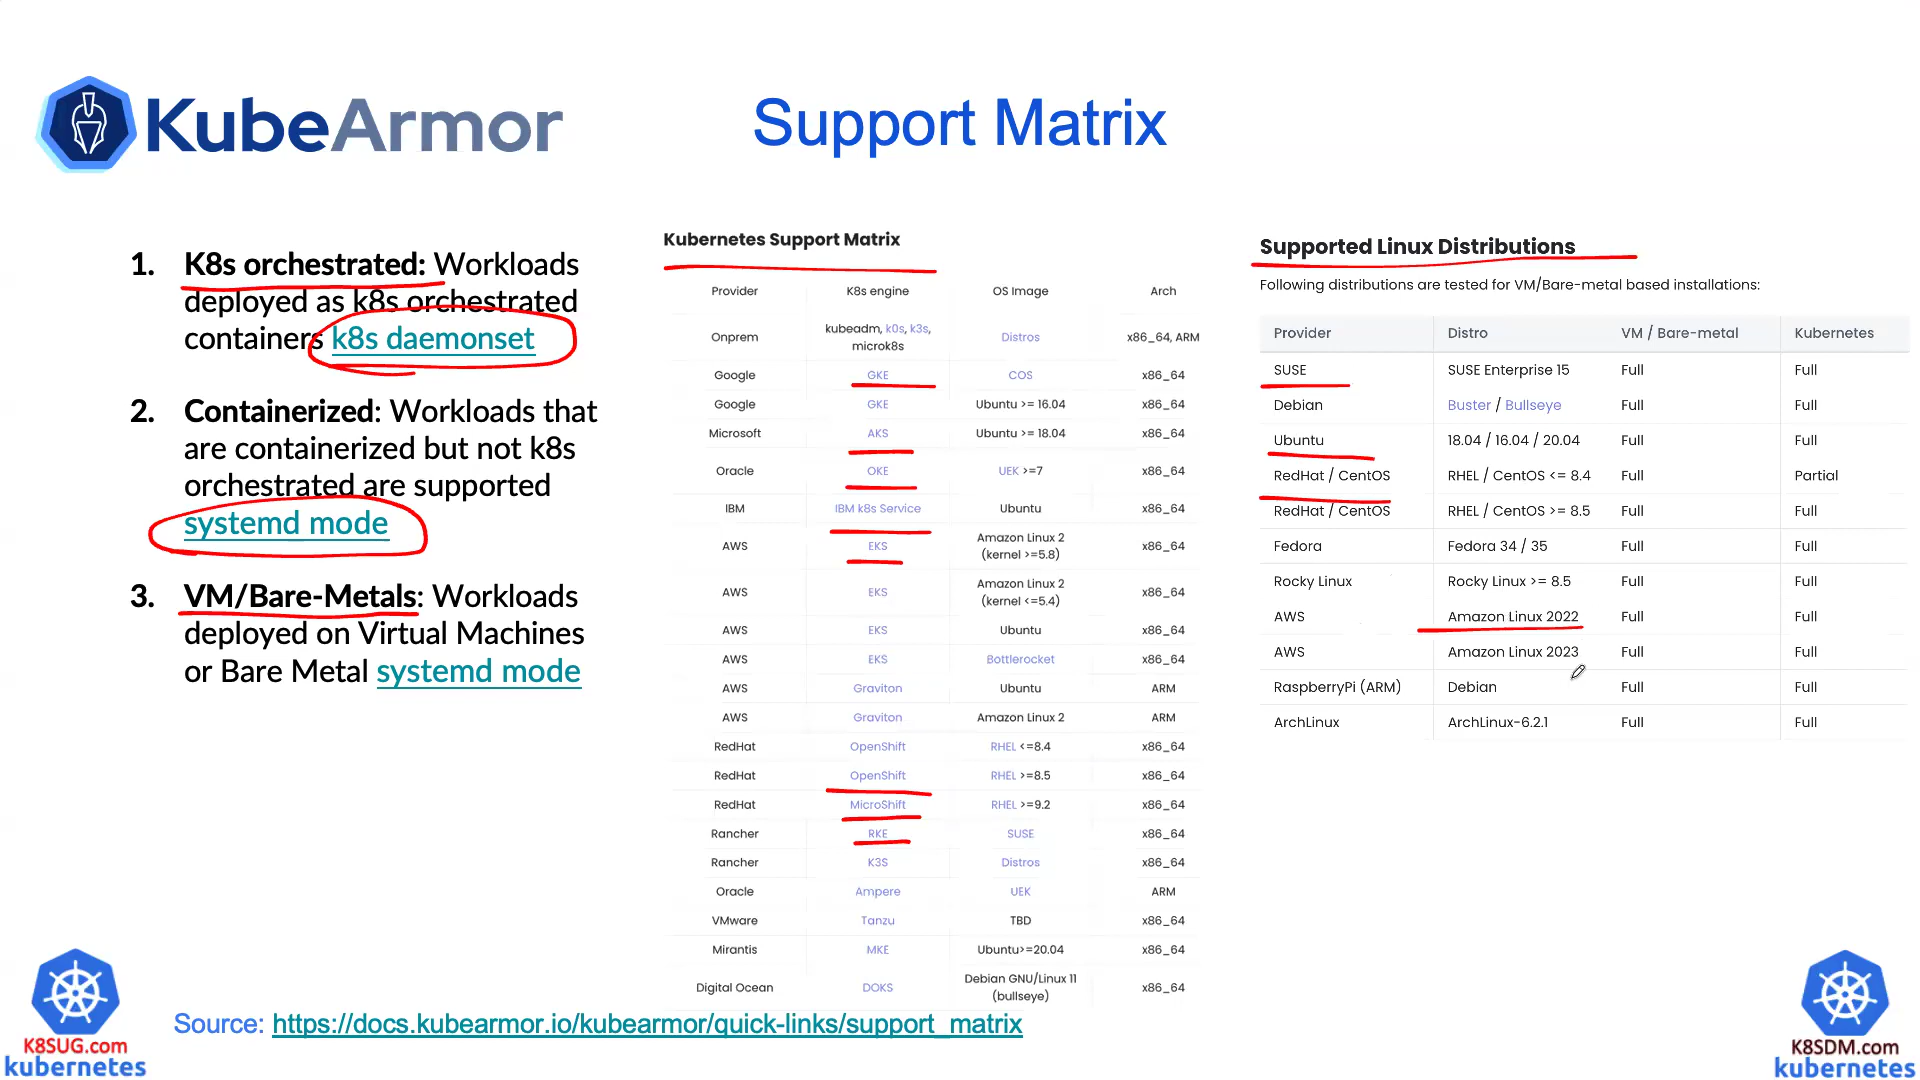 KubeArmor
Support Matrix
1. K8s orchestrated: Workloads
deployed as k8s orchestrated
containers k8s daemonset
2. Containerized: Workloads that
are containerized but not k8s
orchestrated are supported
systemd mode
3. VM/Bare-Metals: Workloads
deployed on Virtual Machines
or Bare Metal systemd mode
Kubernetes Support Matrix
Provider K8s engine OS Image Arch
Onprem kubeadm, k0s, k3s, microk8s Distros x86_64, ARM
Google GKE COS x86_64
Google GKE Ubuntu >= 16.04 x86_64
Microsoft AKS Ubuntu >= 18.04 x86_64
Oracle OKE UEK >=7 x86_64
IBM IBM k8s Service Ubuntu x86_64
AWS EKS Amazon Linux 2 (kernel >=5.8) x86_64
AWS EKS Amazon Linux 2 (kernel <=5.4) x86_64
AWS EKS Ubuntu x86_64
AWS EKS Bottlerocket x86_64
AWS Graviton Ubuntu ARM
AWS Graviton Amazon Linux 2 ARM
RedHat OpenShift RHEL <=8.4 x86_64
RedHat OpenShift RHEL >=8.5 x86_64
RedHat MicroShift RHEL >=9.2 x86_64
Rancher RKE SUSE x86_64
Rancher K3S Distros x86_64
Oracle Ampere UEK ARM
VMware Tanzu TBD x86_64
Mirantis MKE Ubuntu>=20.04 x86_64
Digital Ocean DOKS Debian GNU/Linux 11 (bullseye) x86_64
Supported Linux Distributions
Following distributions are tested for VM/Bare-metal based installations:
Provider Distro VM / Bare-metal Kubernetes
SUSE SUSE Enterprise 15 Full Full
Debian Buster / Bullseye Full Full
Ubuntu 18.04 / 16.04 / 20.04 Full Full
RedHat / CentOS RHEL / CentOS <= 8.4 Full Partial
RedHat / CentOS RHEL / CentOS >= 8.5 Full Full
Fedora Fedora 34 / 35 Full Full
Rocky Linux Rocky Linux >= 8.5 Full Full
AWS Amazon Linux 2022 Full Full
AWS Amazon Linux 2023 Full Full
RaspberryPi (ARM) Debian Full Full
ArchLinux ArchLinux-6.2.1 Full Full
Source: https://docs.kubearmor.io/kubearmor/quick-links/support_matrix
K8SUG.com
kubernetes
K8SDM.com
kubernetes